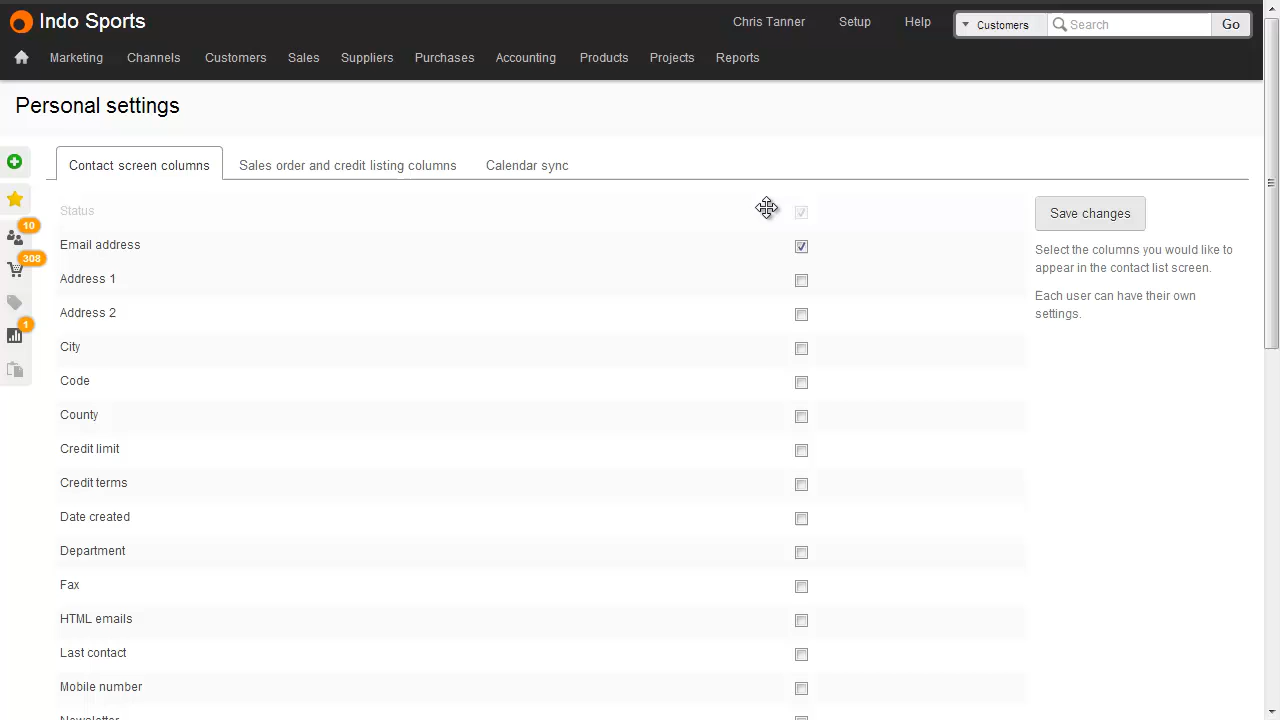 Indo Sports
Chris Tanner
Setup
Help
Customers
Search
Go
Marketing
Channels
Customers
Sales
Suppliers
Purchases
Accounting
Products
Projects
Reports
Personal settings
Contact screen columns
Sales order and credit listing columns
Calendar sync
Status
Email address
Address 1
Address 2
City
Code
County
Credit limit
Credit terms
Date created
Department
Fax
HTML emails
Last contact
Mobile number
Newsletter
Save changes
Select the columns you would like to
appear in the contact list screen.
Each user can have their own
settings.
10
308
1